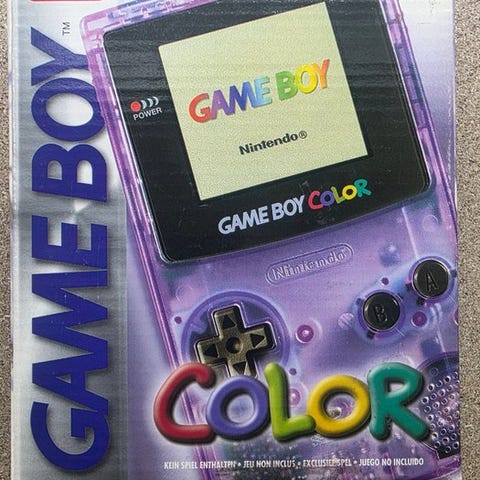 GAME BOY
TM
POWER
GAME BOY
Nintendo®
GAME BOY COLOR
Nintendo
A
B
COLOR
KEIN SPIEL ENTHALTEN • JEU NON INCLUS • EXCLUSIEF SPEL • JUEGO NO INCLUIDO